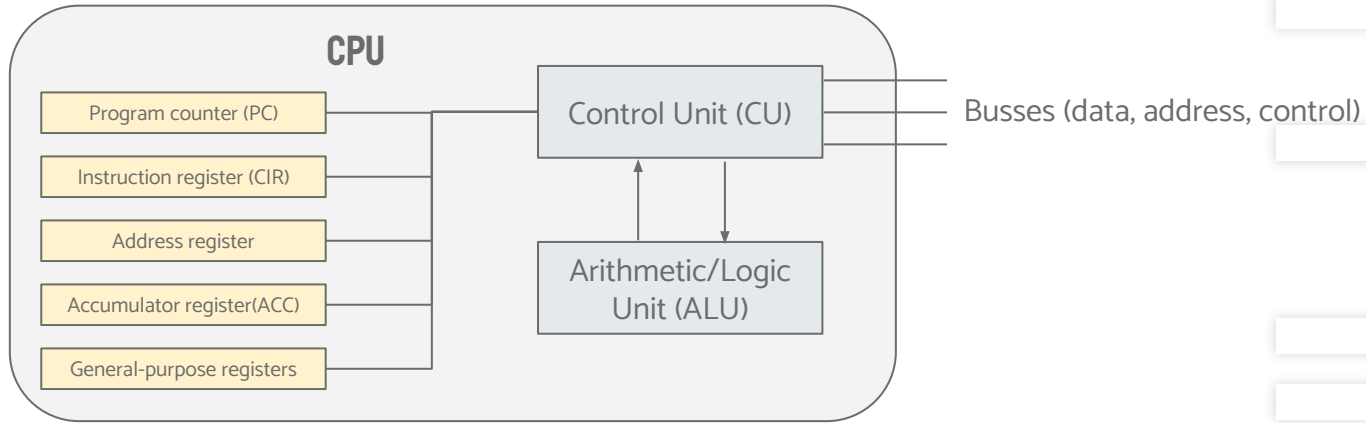 CPU
Program counter (PC)
Instruction register (CIR)
Address register
Accumulator register(ACC)
General-purpose registers
Control Unit (CU)
Arithmetic/Logic
Unit (ALU)
Busses (data, address, control)